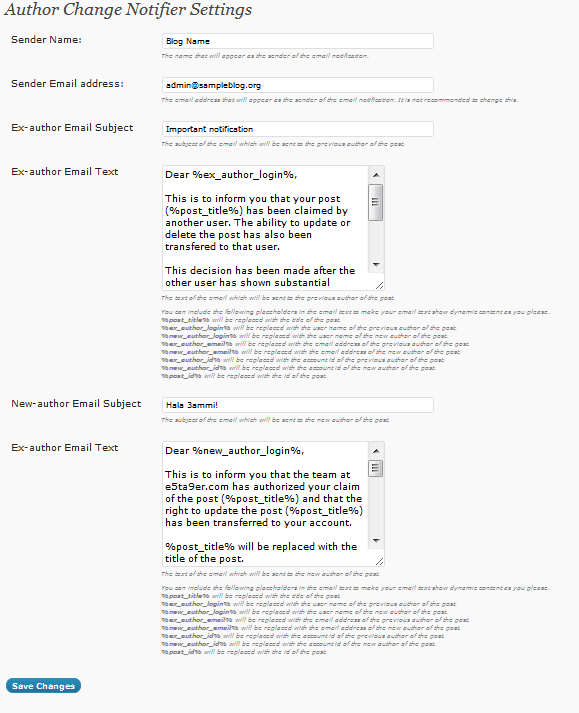 Author Change Notifier Settings
Sender Name:
Blog Name
The name that will appear as the sender of the email notification.
Sender Email address:
admin@sampleblog.org
The email address that will appear as the sender of the email notification. It is not recommended to change this.
Ex-author Email Subject
Important notification
The subject of the email which will be sent to the previous author of the post.
Ex-author Email Text
Dear %ex_author_login%,
This is to inform you that your post
(%post_title%) has been claimed by
another user. The ability to update or
delete the post has also been
transfered to that user.
This decision has been made after the
other user has shown substantial
The text of the email which will be sent to the previous author of the post.
You can include the following placeholders in the email text to make your email text show dynamic content as you please.
%post_title% will be replaced with the title of the post.
%ex_author_login% will be replaced with the user name of the previous author of the post.
%new_author_login% will be replaced with the user name of the new author of the post.
%ex_author_email% will be replaced with the email address of the previous author of the post.
%new_author_email% will be replaced with the email address of the new author of the post.
%ex_author_id% will be replaced with the account id of the previous author of the post.
%new_author_id% will be replaced with the account id of the new author of the post.
%post_id% will be replaced with the id of the post.
New-author Email Subject
Hala 3ammi!
The subject of the email which will be sent to the new author of the post.
Ex-author Email Text
Dear %new_author_login%,
This is to inform you that the team at
e5ta9er.com has authorized your claim
of the post (%post_title%) and that the
right to update the post (%post_title%)
has been transferred to your account.
%post_title% will be replaced with the
title of the post.
The text of the email which will be sent to the new author of the post.
You can include the following placeholders in the email text to make your email text show dynamic content as you please.
%post_title% will be replaced with the title of the post.
%ex_author_login% will be replaced with the user name of the previous author of the post.
%new_author_login% will be replaced with the user name of the new author of the post.
%ex_author_email% will be replaced with the email address of the previous author of the post.
%new_author_email% will be replaced with the email address of the new author of the post.
%ex_author_id% will be replaced with the account id of the previous author of the post.
%new_author_id% will be replaced with the account id of the new author of the post.
%post_id% will be replaced with the id of the post.
Save Changes